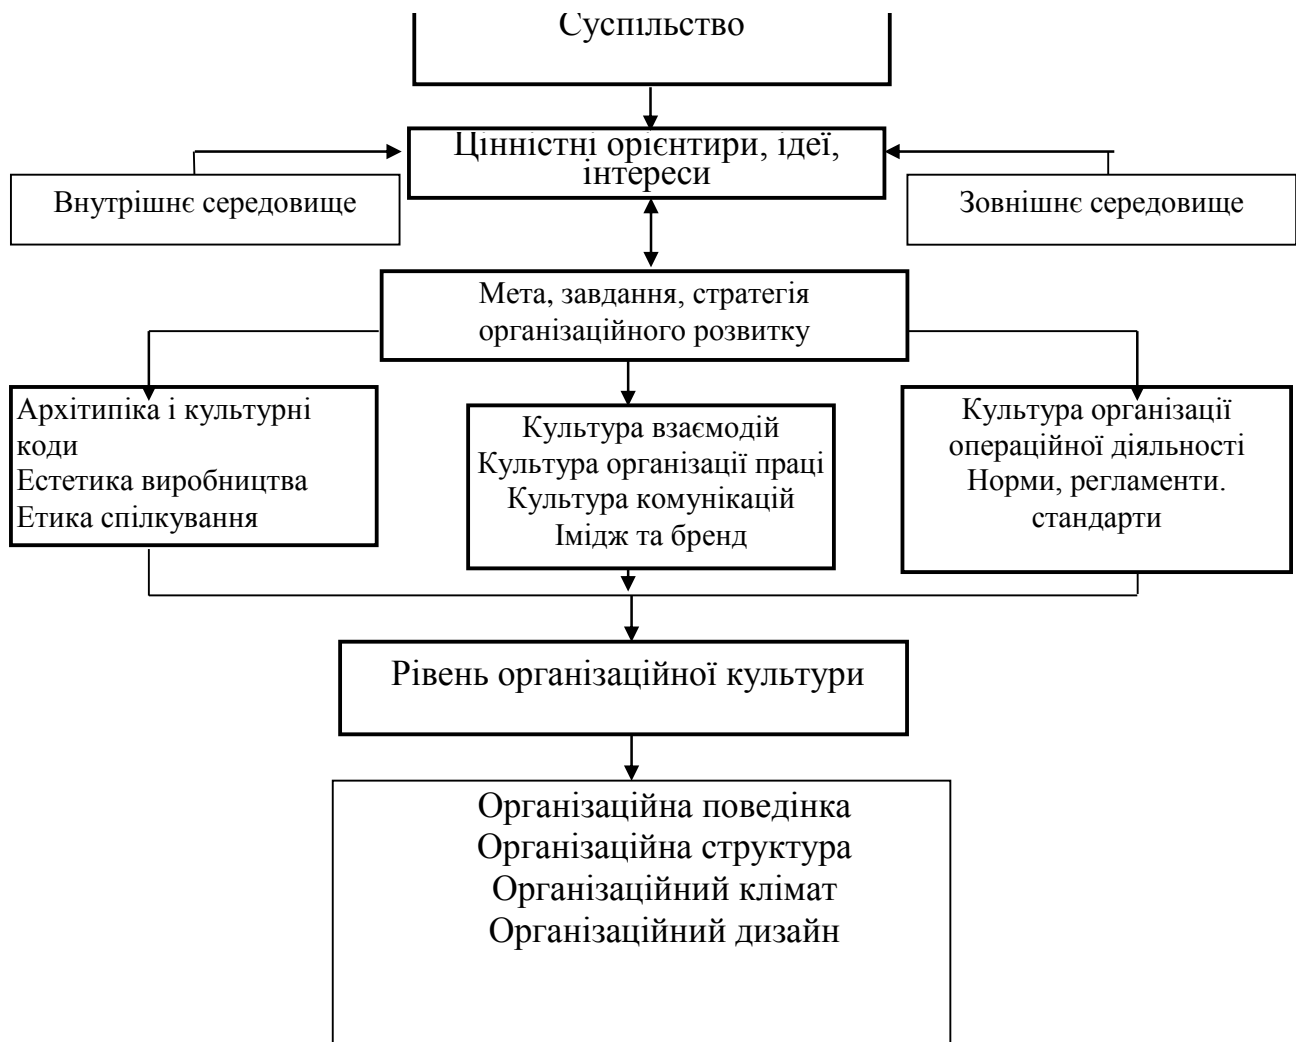 Суспільство
Цінністні орієнтири, ідеї,
інтереси
Внутрішнє середовище
Зовнішнє середовище
Мета, завдання, стратегія
організаційного розвитку
Архітипіка і культурні
коди
Естетика виробництва
Етика спілкування
Культура взаємодій
Культура організації праці
Культура комунікацій
Імідж та бренд
Культура організації
операційної діяльності
Норми, регламенти.
стандарти
Рівень організаційної культури
Організаційна поведінка
Організаційна структура
Організаційний клімат
Організаційний дизайн